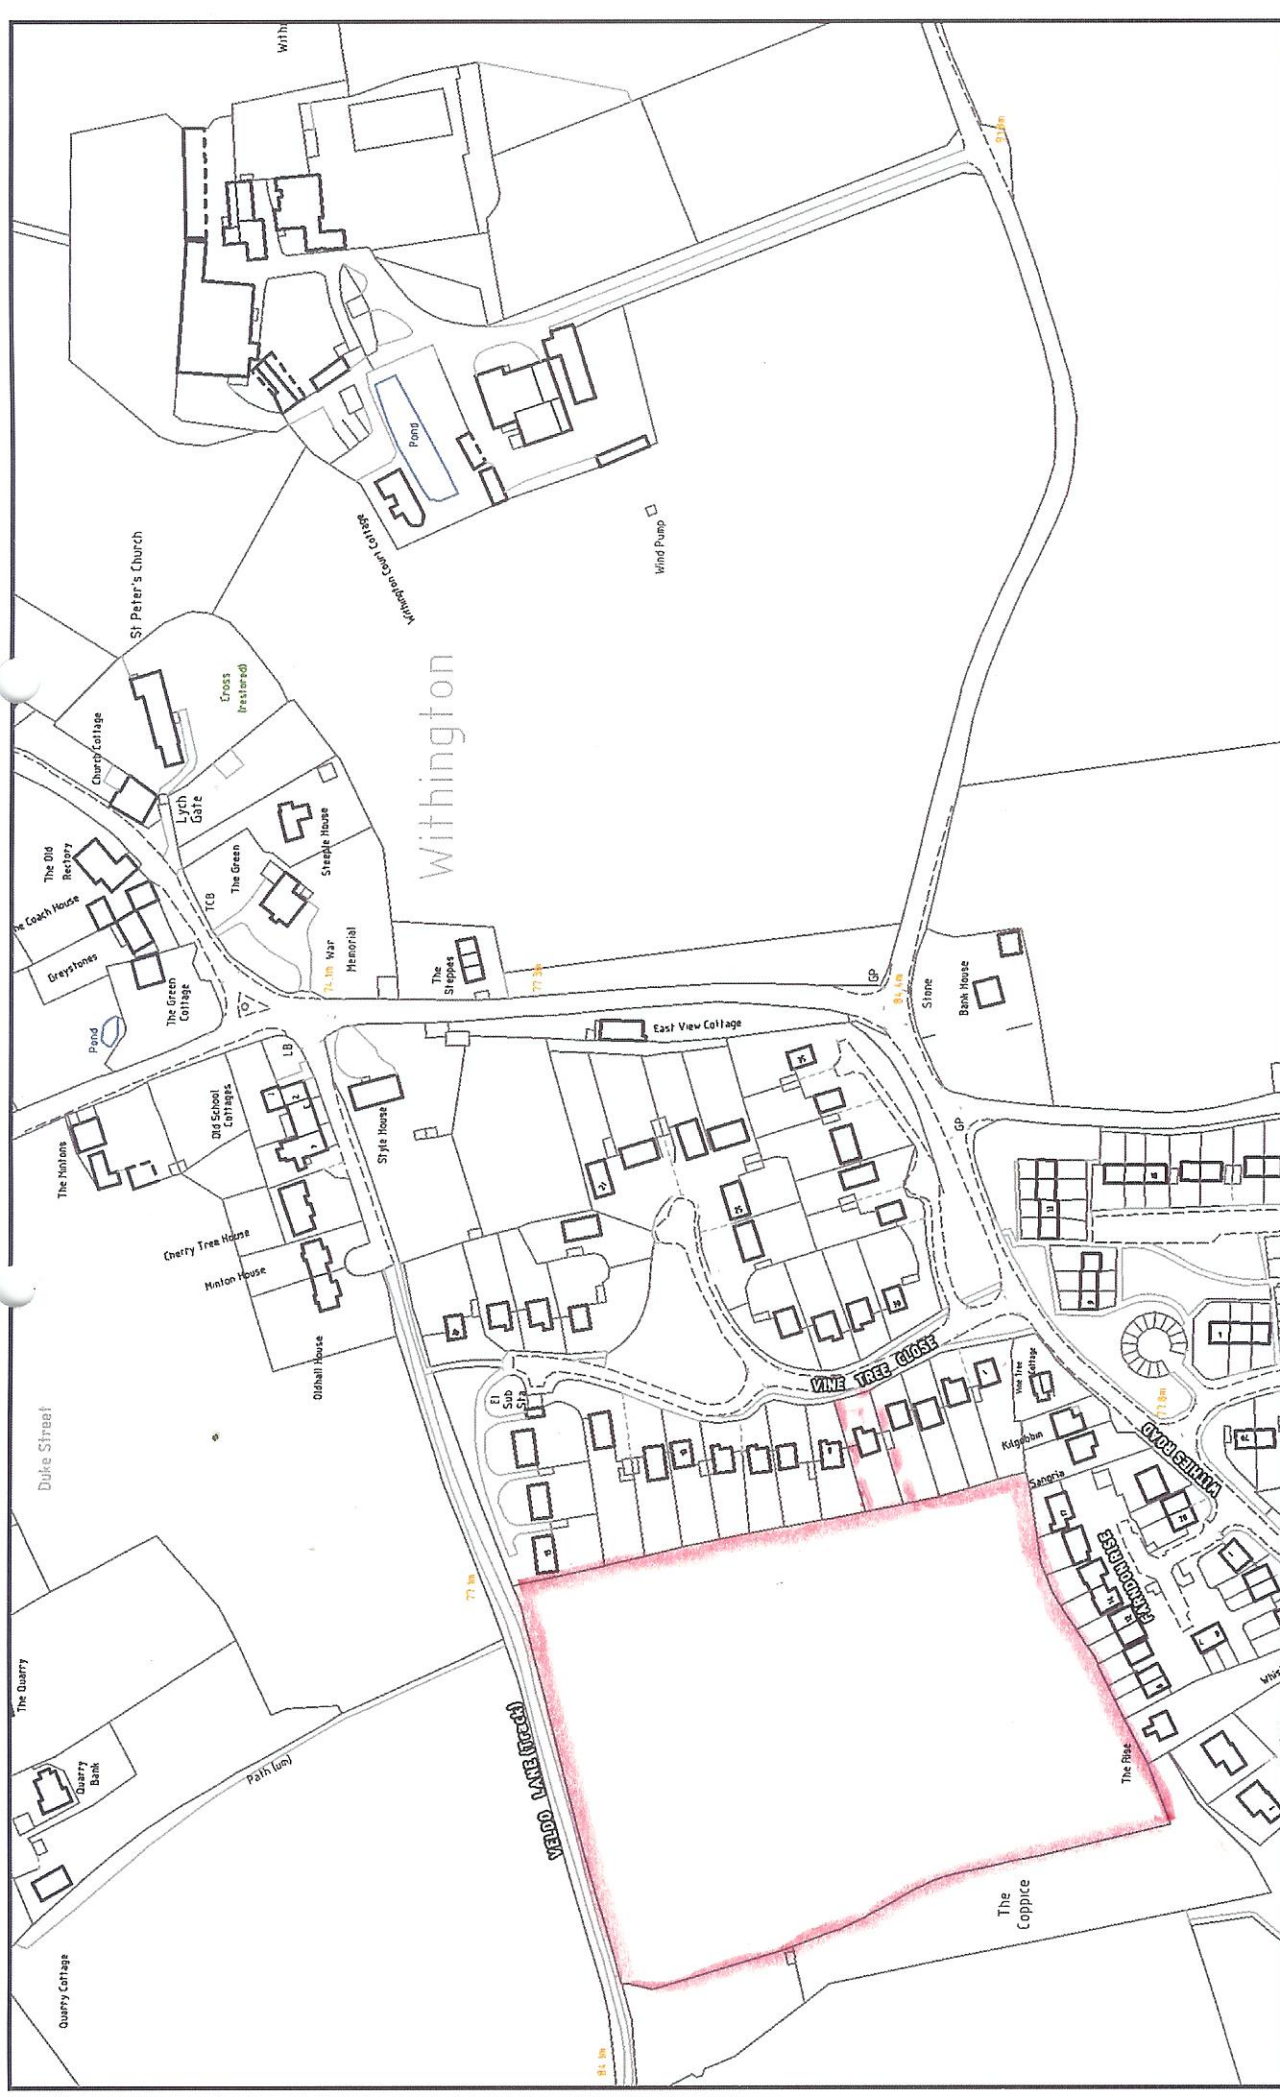 St Peter's Church
Church Cottage
Cross
(restored)
Lych
Gate
The Old
Rectory
Coach House
Greystones
The Green
Cottage
Pond
TCB
The Green
Steeple House
War
Memorial
74.1m
The
Steppes
77.3m
Withington
Withington Court Cottage
Pond
Wind Pump
GP
84.4m
Stone
Bank House
East View Cottage
GP
LB
Old School
Cottages
The Mintons
Style House
Cherry Tree House
Minton House
Oldhall House
Duke Street
El
Sub
Sta
VINE TREE CLOSE
Vine Tree
Cottage
Kilgobbin
Sangria
WITHIES ROAD
77.8m
FARNDON RISE
The Rise
77.1m
VELDO LANE (Track)
The Quarry
Quarry
Bank
Path (um)
Quarry Cottage
The
Coppice